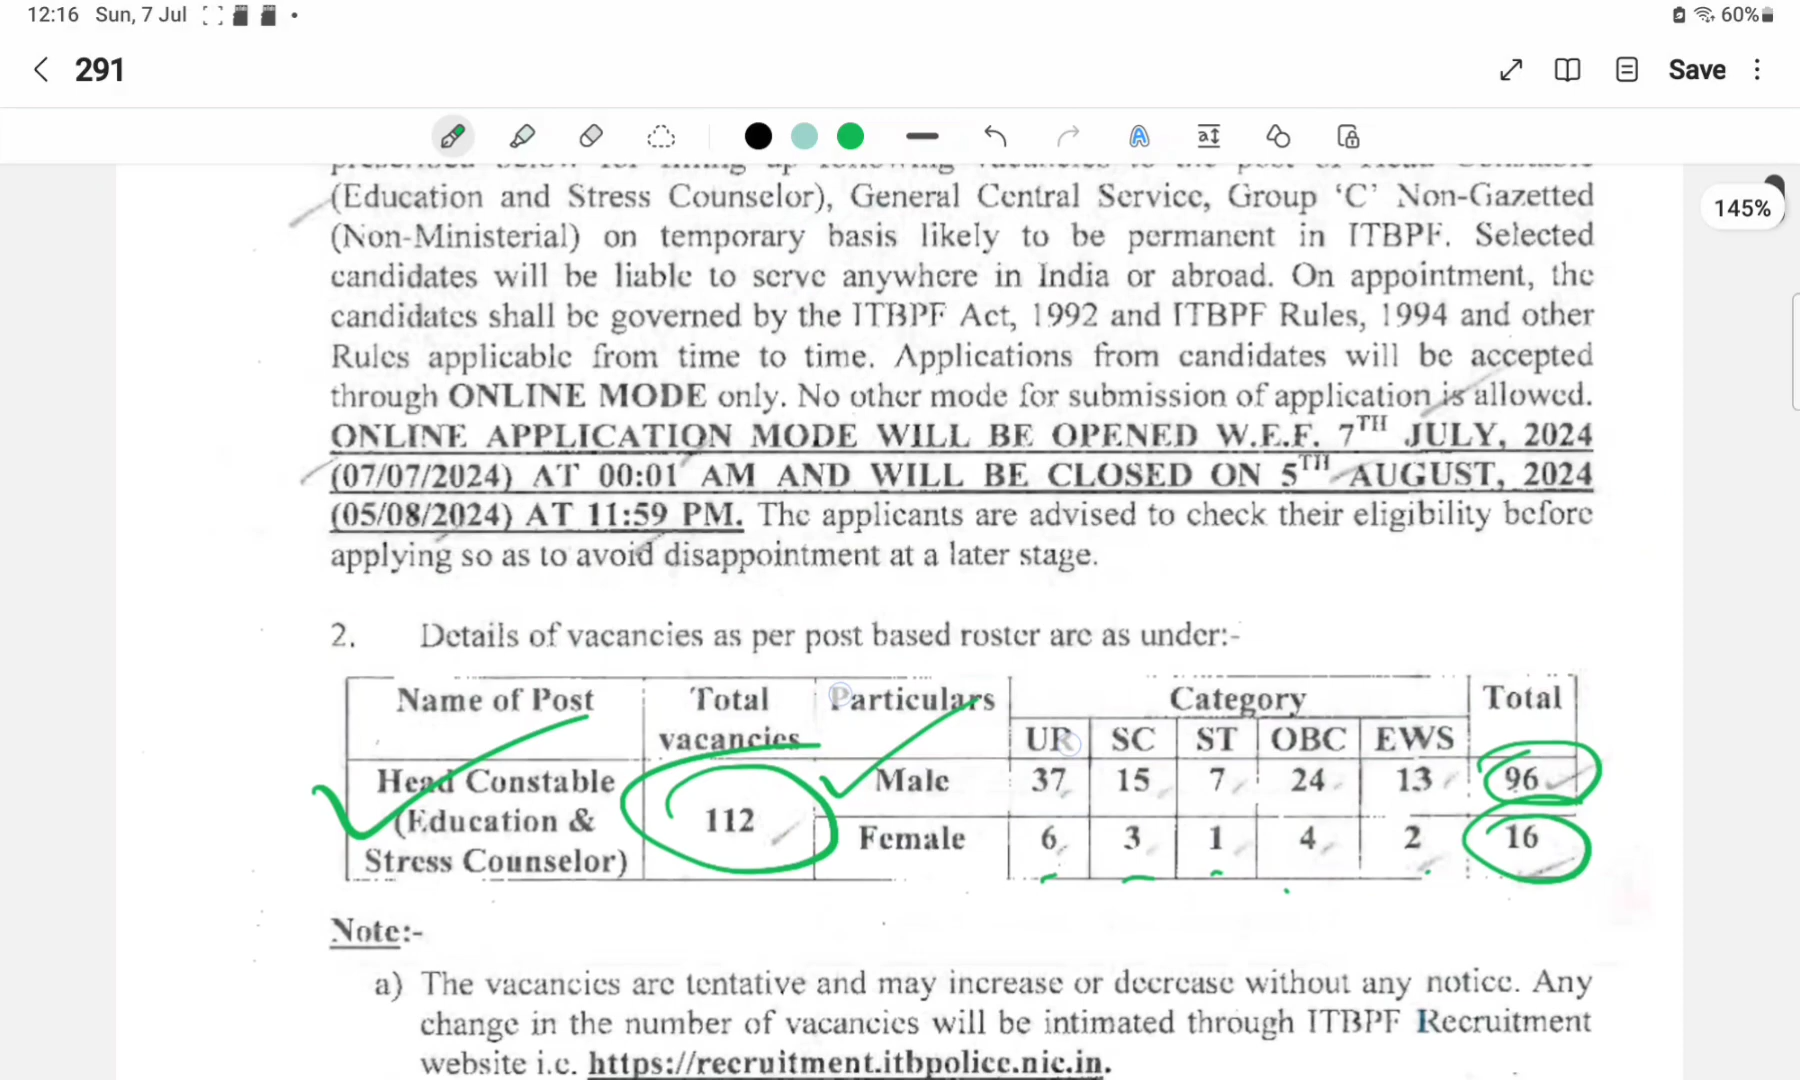 12:16 Sun, 7 Jul
60%
291
Save
145%
(Education and Stress Counselor), General Central Service, Group ‘C’ Non-Gazetted
(Non-Ministerial) on temporary basis likely to be permanent in ITBPF. Selected
candidates will be liable to serve anywhere in India or abroad. On appointment, the
candidates shall be governed by the ITBPF Act, 1992 and ITBPF Rules, 1994 and other
Rules applicable from time to time. Applications from candidates will be accepted
through ONLINE MODE only. No other mode for submission of application is allowed.
ONLINE APPLICATION MODE WILL BE OPENED W.E.F. 7TH JULY, 2024
(07/07/2024) AT 00:01 AM AND WILL BE CLOSED ON 5TH AUGUST, 2024
(05/08/2024) AT 11:59 PM. The applicants are advised to check their eligibility before
applying so as to avoid disappointment at a later stage.
2. Details of vacancies as per post based roster are as under:-
Name of Post Total Particulars Category Total
vacancies UR SC ST OBC EWS
Head Constable Male 37 15 7 24 13 96
(Education & 112
Stress Counselor) Female 6 3 1 4 2 16
Note:-
a) The vacancies are tentative and may increase or decrease without any notice. Any
change in the number of vacancies will be intimated through ITBPF Recruitment
website i.e. https://recruitment.itbpolice.nic.in.